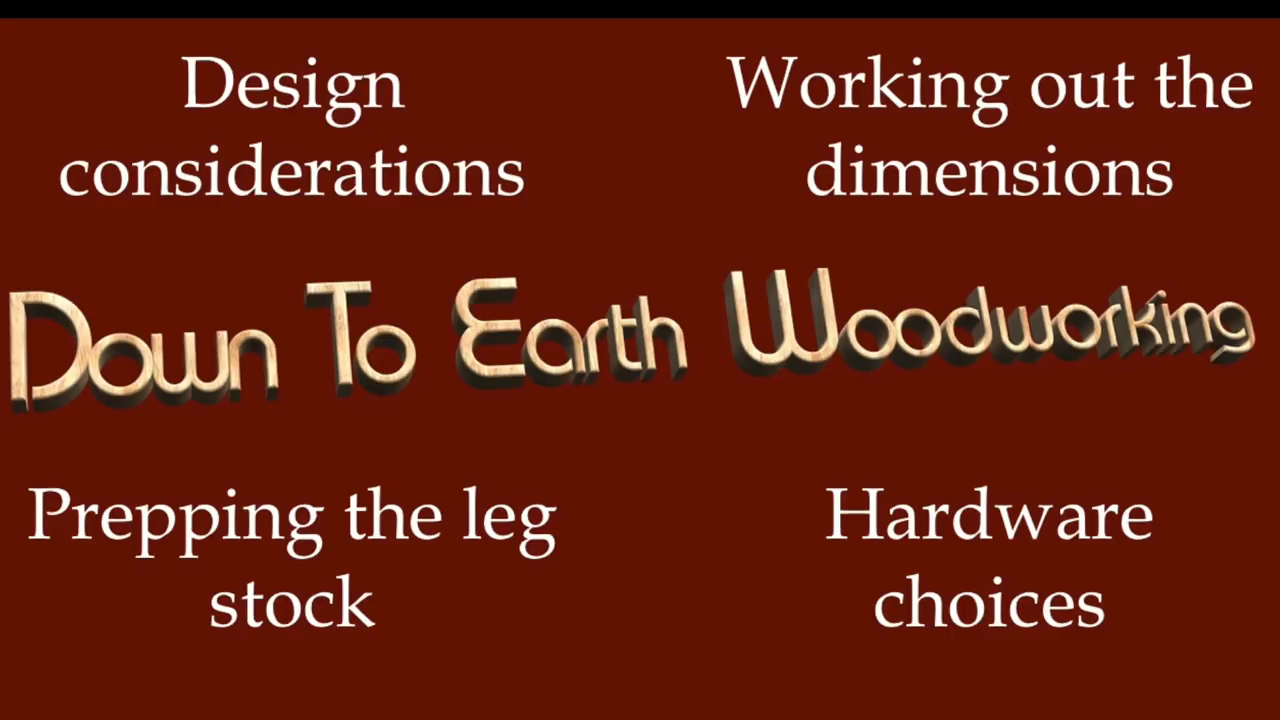 Design
considerations
Working out the
dimensions
Down To Earth Woodworking
Prepping the leg
stock
Hardware
choices